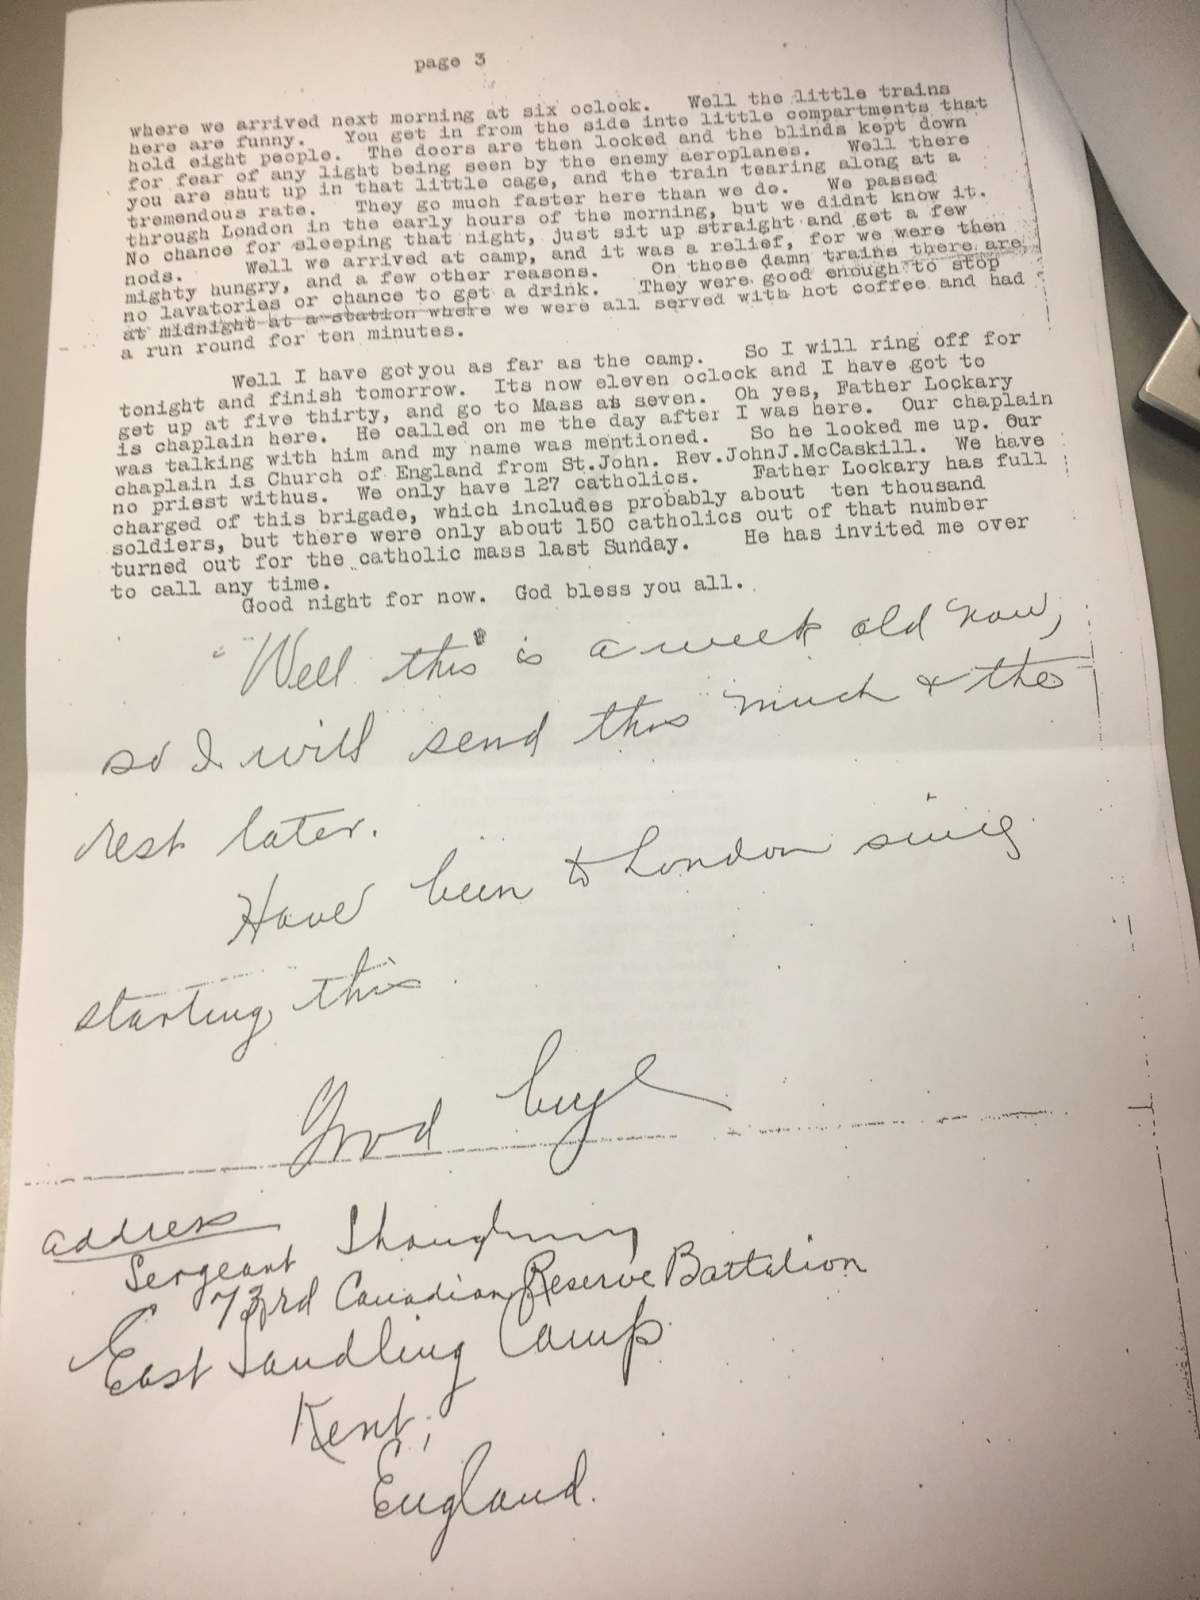 page 3
where we arrived next morning at six oclock. Well the little trains
here are funny. You get in from the side into little compartments that
hold eight people. The doors are then locked and the blinds kept down
for fear of any light being seen by the enemy aeroplanes. Well there
you are shut up in that little cage, and the train tearing along at a
tremendous rate. They go much faster here than we do. We passed
through London in the early hours of the morning, but we didnt know it.
No chance for sleeping that night, just sit up straight and get a few
nods. Well we arrived at camp, and it was a relief, for we were then
mighty hungry, and a few other reasons. On those damn trains there are
no lavatories or chance to get a drink. They were good enough to stop
at midnight at a station where we were all served with hot coffee and had
a run round for ten minutes.
Well I have got you as far as the camp. So I will ring off for
tonight and finish tomorrow. Its now eleven oclock and I have got to
get up at five thirty, and go to Mass at seven. Oh yes, Father Lockary
is chaplain here. He called on me the day after I was here. Our chaplain
was talking with him and my name was mentioned. So he looked me up. Our
chaplain is Church of England from St.John. Rev.JohnJ.McCaskill. We have
no priest withus. We only have 127 catholics. Father Lockary has full
charged of this brigade, which includes probably about ten thousand
soldiers, but there were only about 150 catholics out of that number
turned out for the catholic mass last Sunday. He has invited me over
to call any time.
Good night for now. God bless you all.
"Well this" is a week old now,
so I will send this much & the
rest later.
Have been to London since
starting this
Good bye
address
Sergeant
73rd Canadian Reserve Battalion
East Sandling Camp
Kent,
England.